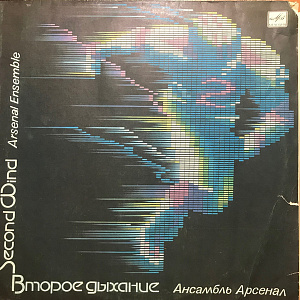 Second Wind
Arsenal Ensemble
Второе дыхание
Ансамбль Арсенал